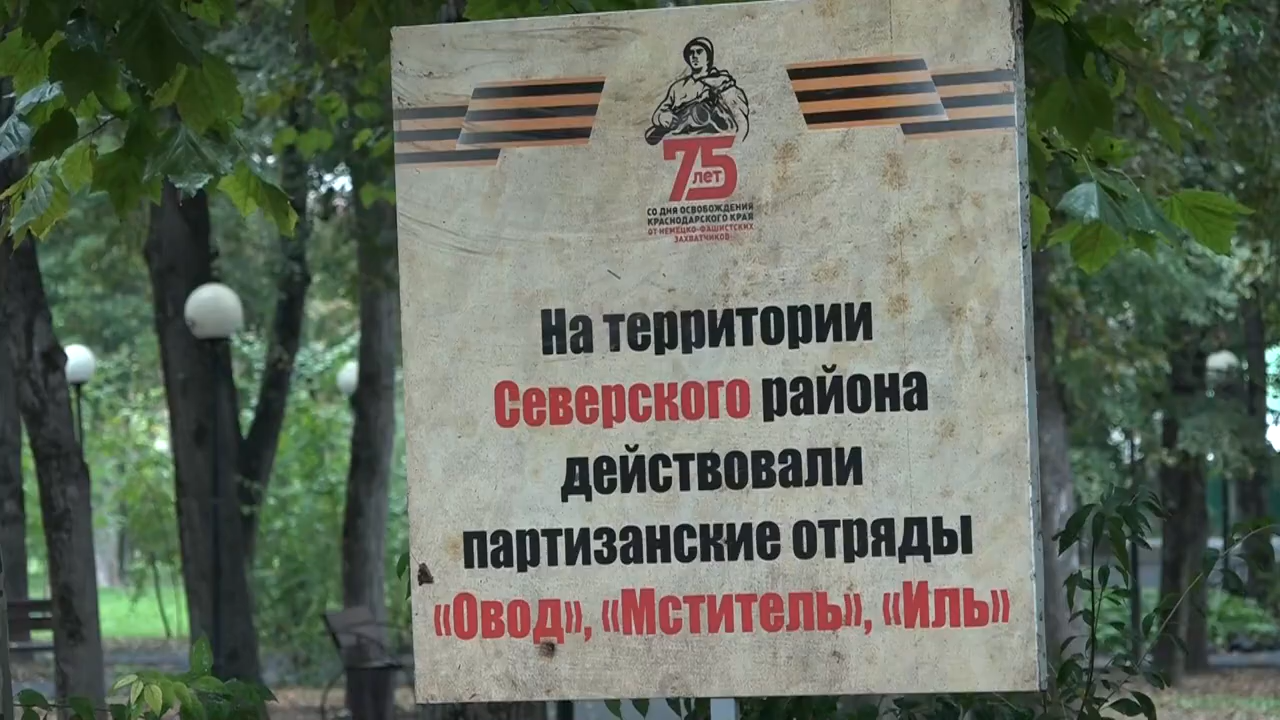 75
лет
СО ДНЯ ОСВОБОЖДЕНИЯ
КРАСНОДАРСКОГО КРАЯ
ОТ НЕМЕЦКО-ФАШИСТСКИХ
ЗАХВАТЧИКОВ
На территории
Северского района
действовали
партизанские отряды
«Овод», «Мститель», «Иль»